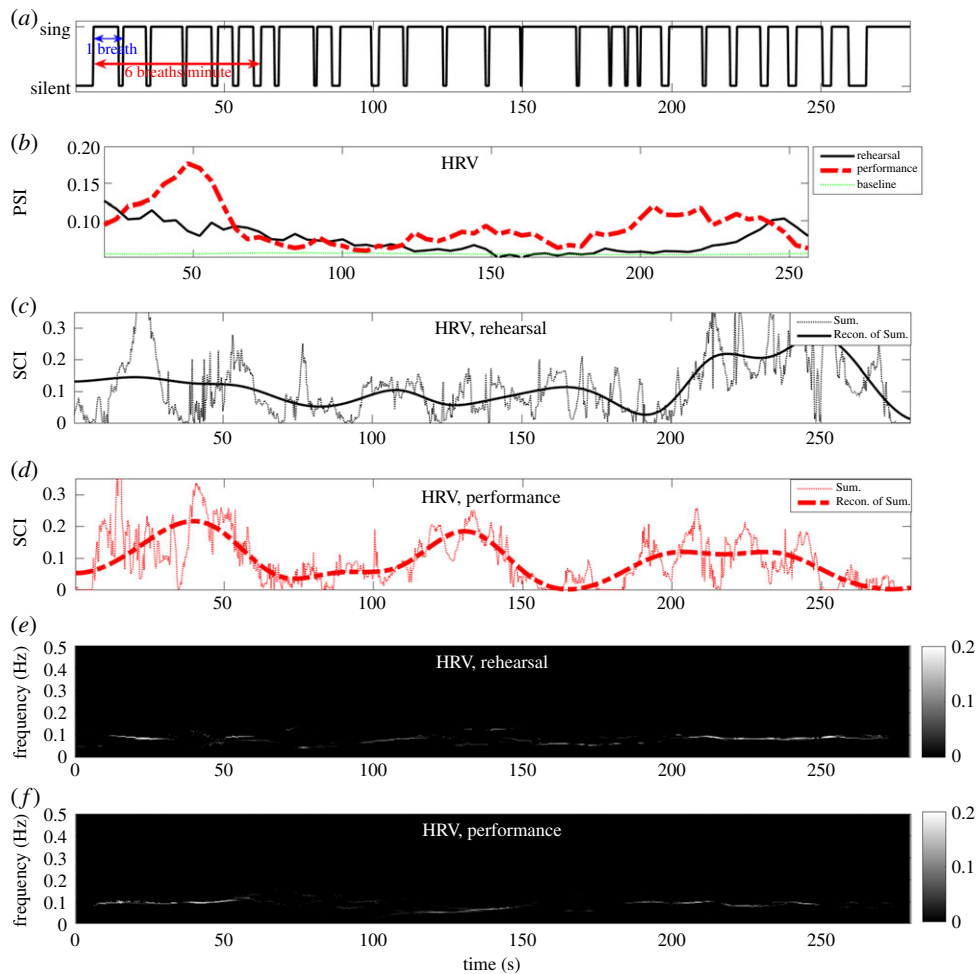 (a)
sing
1 breath
6 breaths/minute
silent
50 100 150 200 250
(b)
0.20
HRV
rehearsal
performance
baseline
0.15
PSI
0.10
50 100 150 200 250
(c)
0.3
HRV, rehearsal
Sum.
Recon. of Sum.
0.2
SCI
0.1
0
50 100 150 200 250
(d)
0.3
HRV, performance
Sum.
Recon. of Sum.
0.2
SCI
0.1
0
50 100 150 200 250
(e)
0.5
HRV, rehearsal
0.2
0.4
0.3
frequency (Hz)
0.1
0.2
0.1
0
0
0 50 100 150 200 250
(f)
0.5
HRV, performance
0.2
0.4
0.3
frequency (Hz)
0.1
0.2
0.1
0
0
0 50 100 150 200 250
time (s)